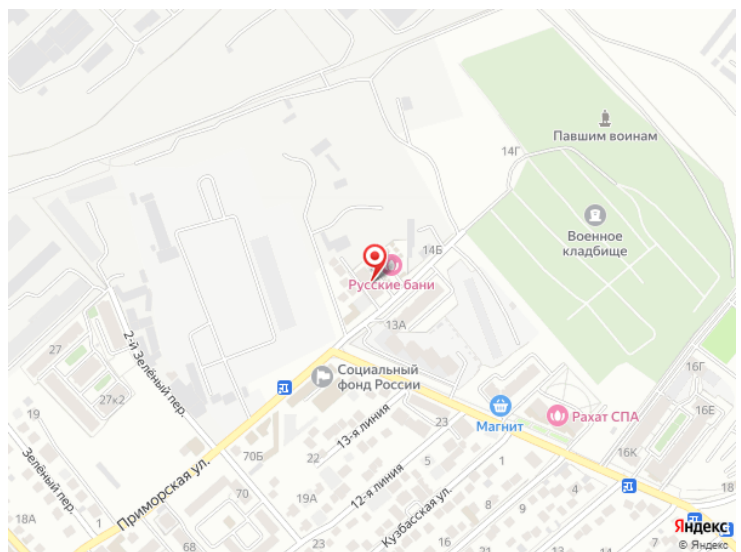 Павшим воинам
14Г
Военное
кладбище
14Б
Русские бани
13А
2-й Зелёный пер.
27
27к2
16Г
Социальный
фонд России
Рахат СПА
16Е
Магнит
19
13-я линия
23
16К
70Б
22
Зелёный пер.
Приморская ул.
12-я линия
5
1
18
70
19А
Кузбасская ул.
8
9
4
18А
1
68
23
16
13
Яндекс
© Яндекс